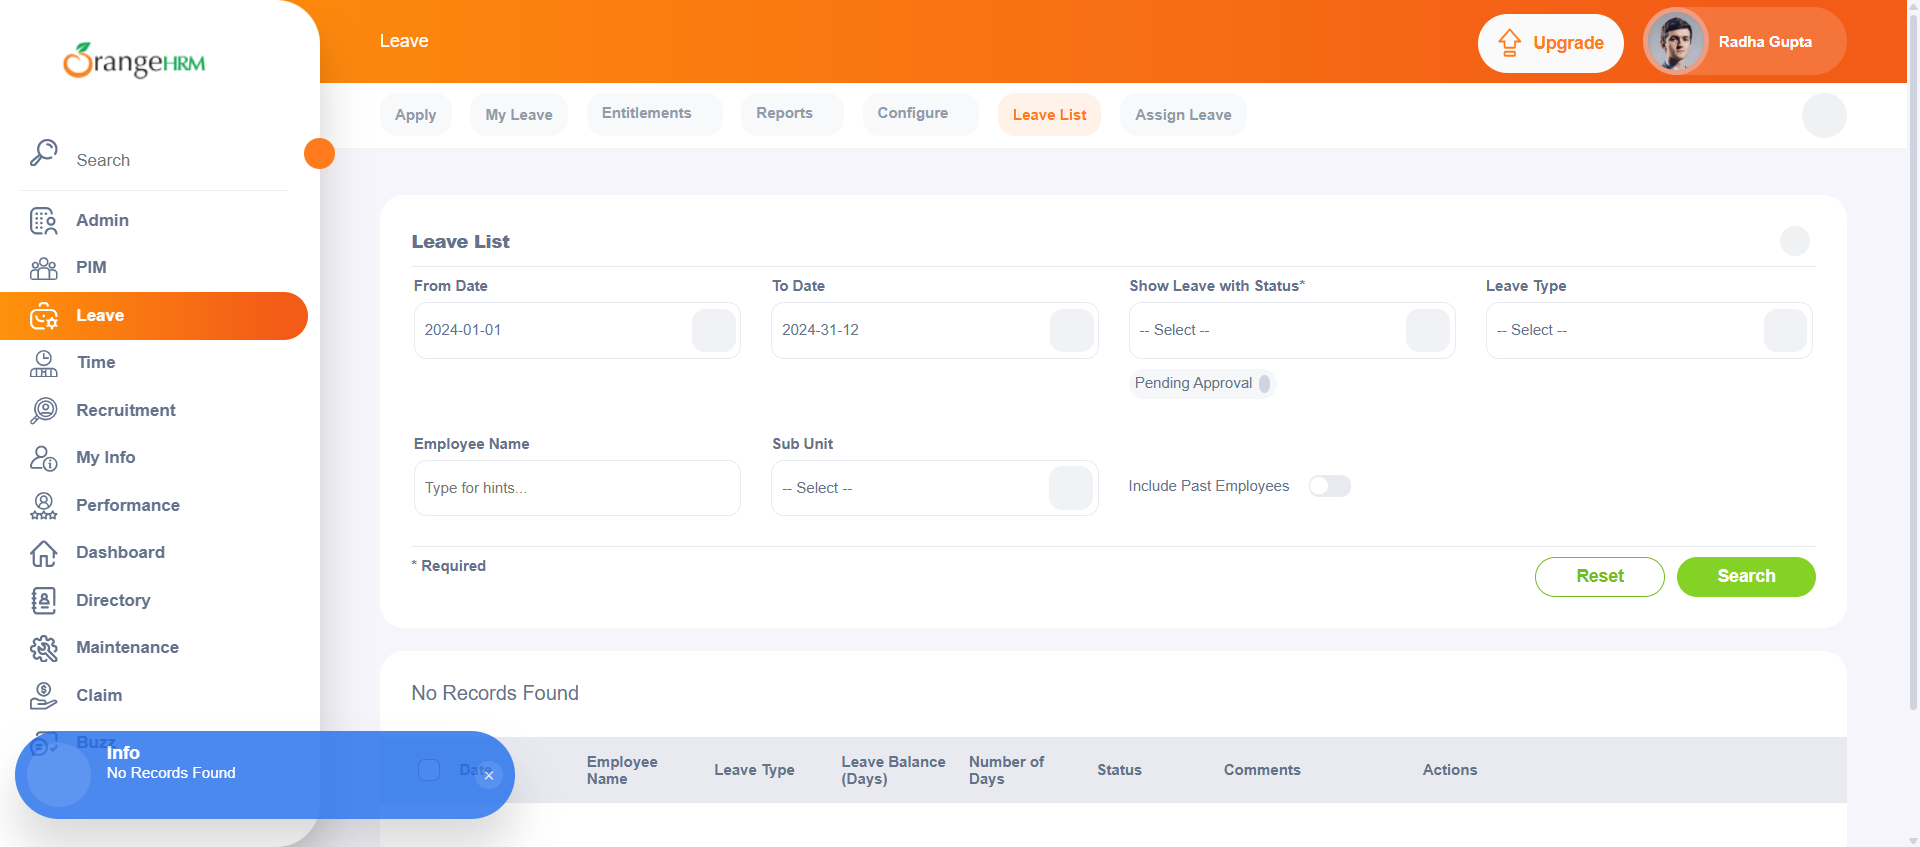 OrangeHRM
Leave
Upgrade
Radha Gupta
Apply
My Leave
Entitlements
Reports
Configure
Leave List
Assign Leave
Search
Admin
PIM
Leave
Time
Recruitment
My Info
Performance
Dashboard
Directory
Maintenance
Claim
Buzz
Leave List
From Date
To Date
Show Leave with Status*
Leave Type
2024-01-01
2024-31-12
-- Select --
-- Select --
Pending Approval
Employee Name
Sub Unit
Type for hints...
-- Select --
Include Past Employees
* Required
Reset
Search
No Records Found
Date
Employee
Name
Leave Type
Leave Balance
(Days)
Number of
Days
Status
Comments
Actions
Info
No Records Found
×